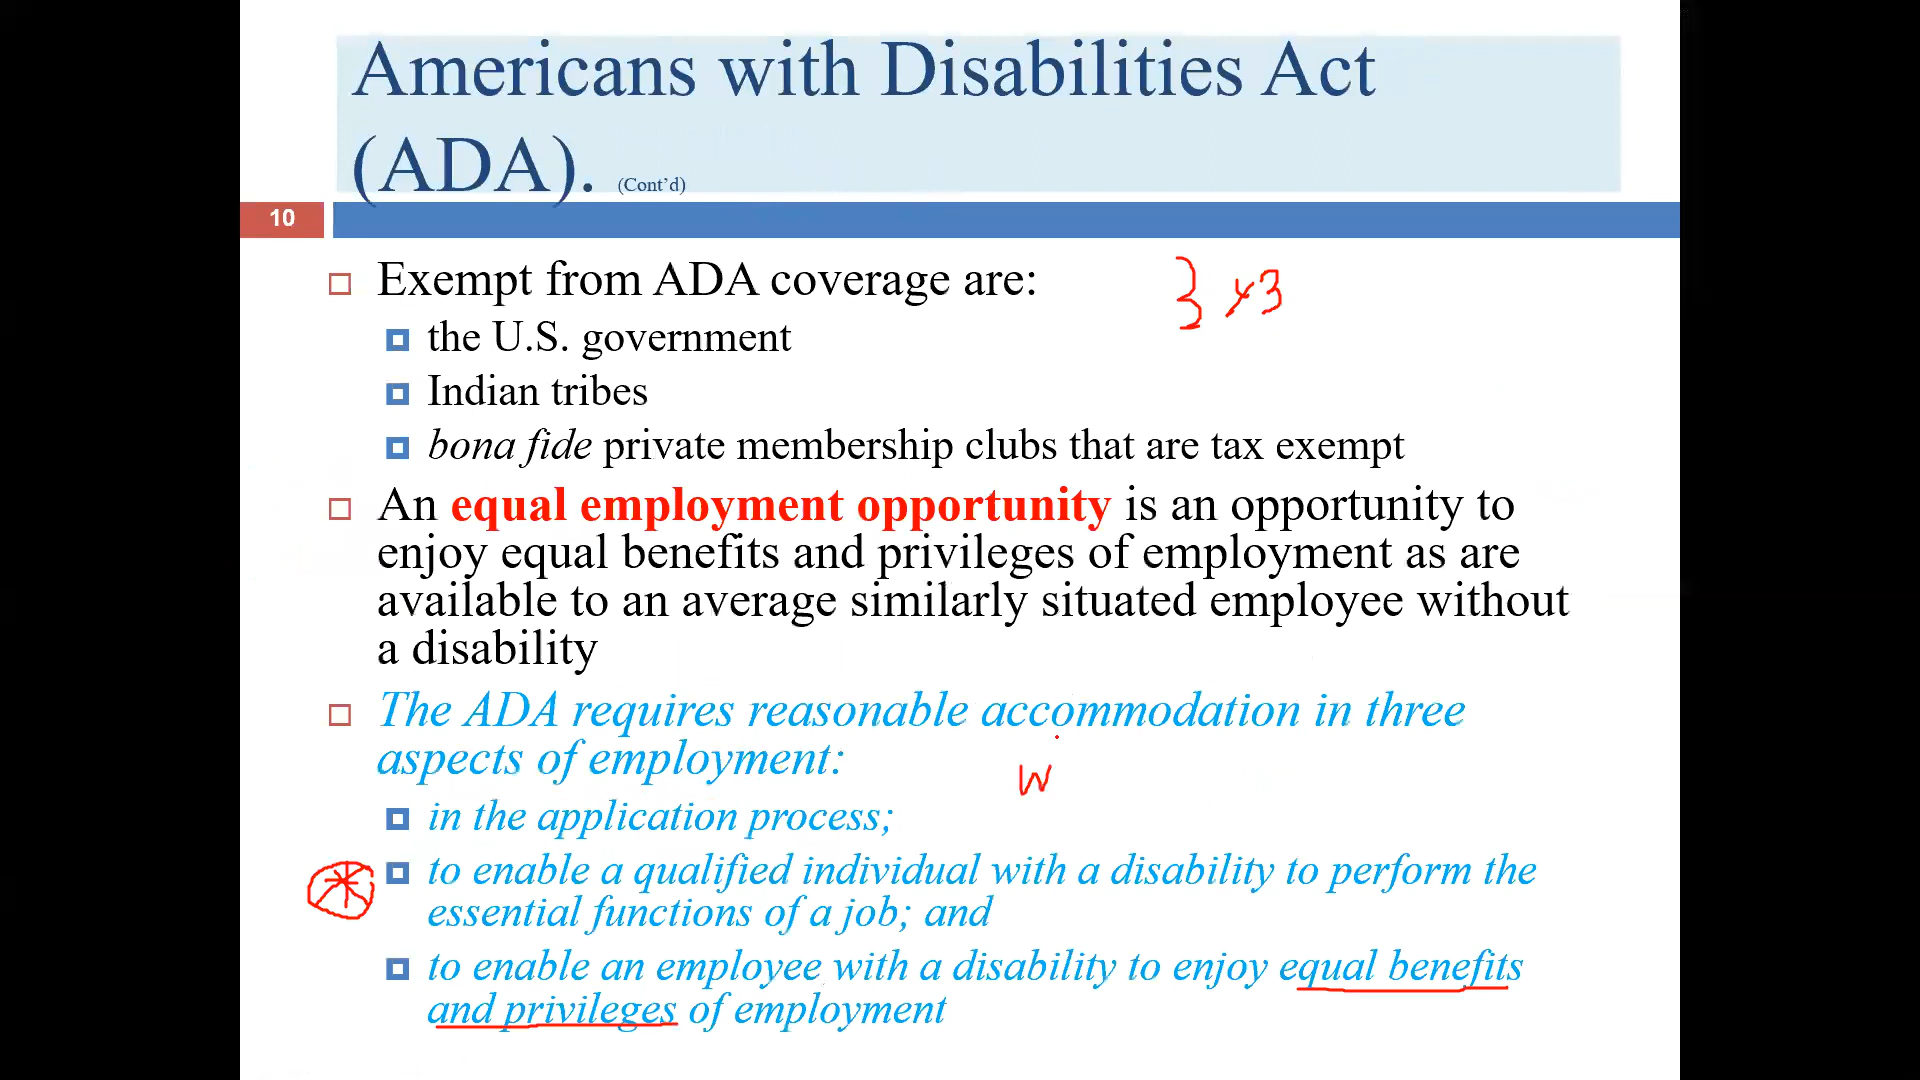 Americans with Disabilities Act
(ADA). (Cont'd)
10
Exempt from ADA coverage are:
the U.S. government
Indian tribes
bona fide private membership clubs that are tax exempt
An equal employment opportunity is an opportunity to
enjoy equal benefits and privileges of employment as are
available to an average similarly situated employee without
a disability
The ADA requires reasonable accommodation in three
aspects of employment:
W
in the application process;
to enable a qualified individual with a disability to perform the
essential functions of a job; and
to enable an employee with a disability to enjoy equal benefits
and privileges of employment